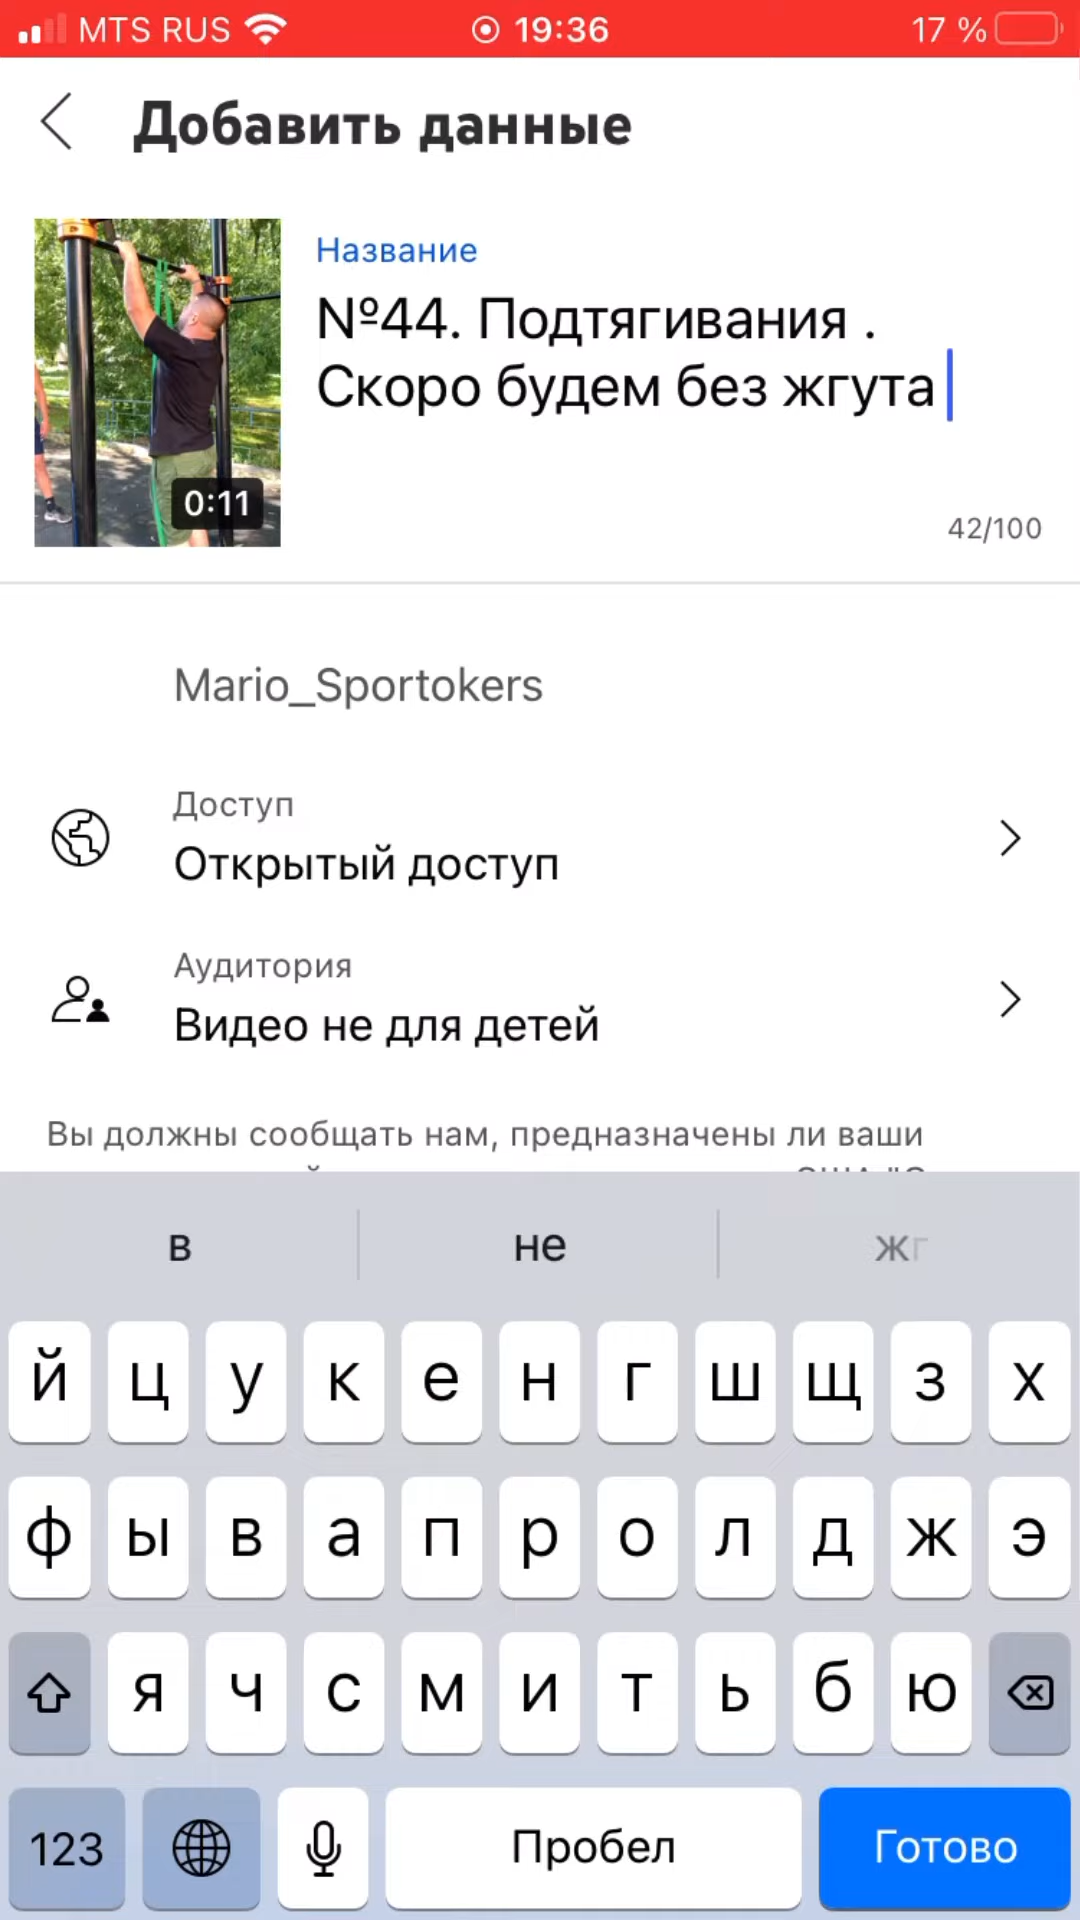 MTS RUS 19:36 17 %
Добавить данные
Название
№44. Подтягивания .
Скоро будем без жгута
0:11
42/100
Mario_Sportokers
Доступ
Открытый доступ
Аудитория
Видео не для детей
Вы должны сообщать нам, предназначены ли ваши
в не жг
й ц у к е н г ш щ з х
ф ы в а п р о л д ж э
я ч с м и т ь б ю
123 Пробел Готово